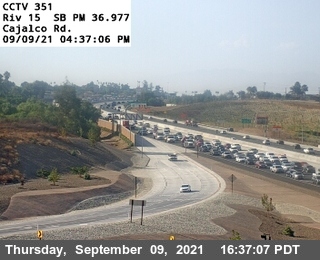 CCTV 351
Riv 15 SB PM 36.977
Cajalco Rd.
09/09/21 04:37:06 PM
Thursday, September 09, 2021 16:37:07 PDT